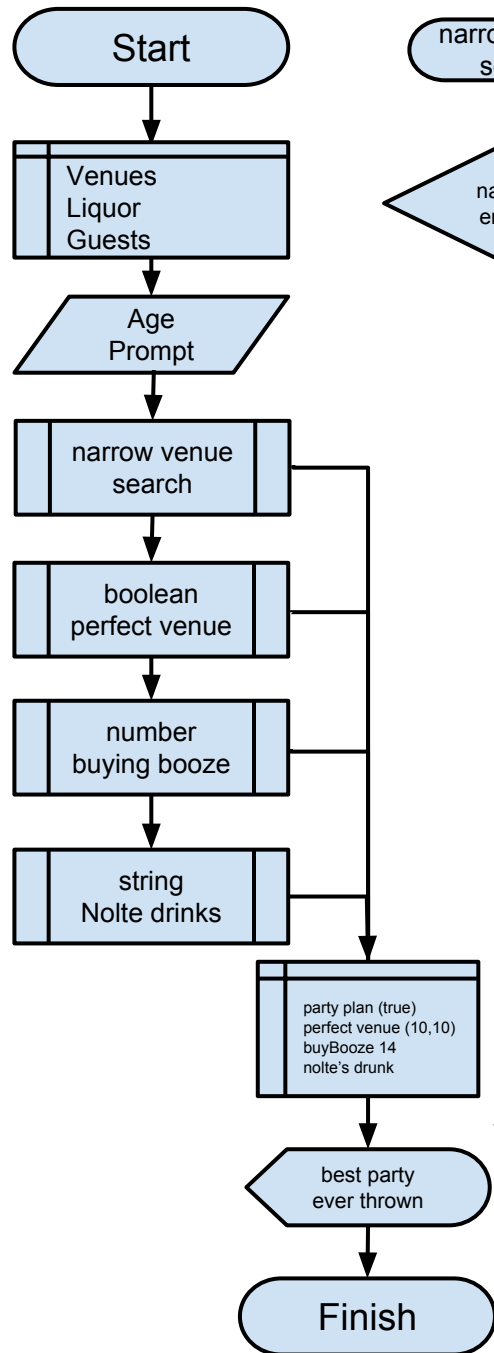 Start
Venues
Liquor
Guests
Age
Prompt
narrow venue
search
boolean
perfect venue
number
buying booze
string
Nolte drinks
party plan (true)
perfect venue (10,10)
buyBooze 14
nolte's drunk
best party
ever thrown
Finish